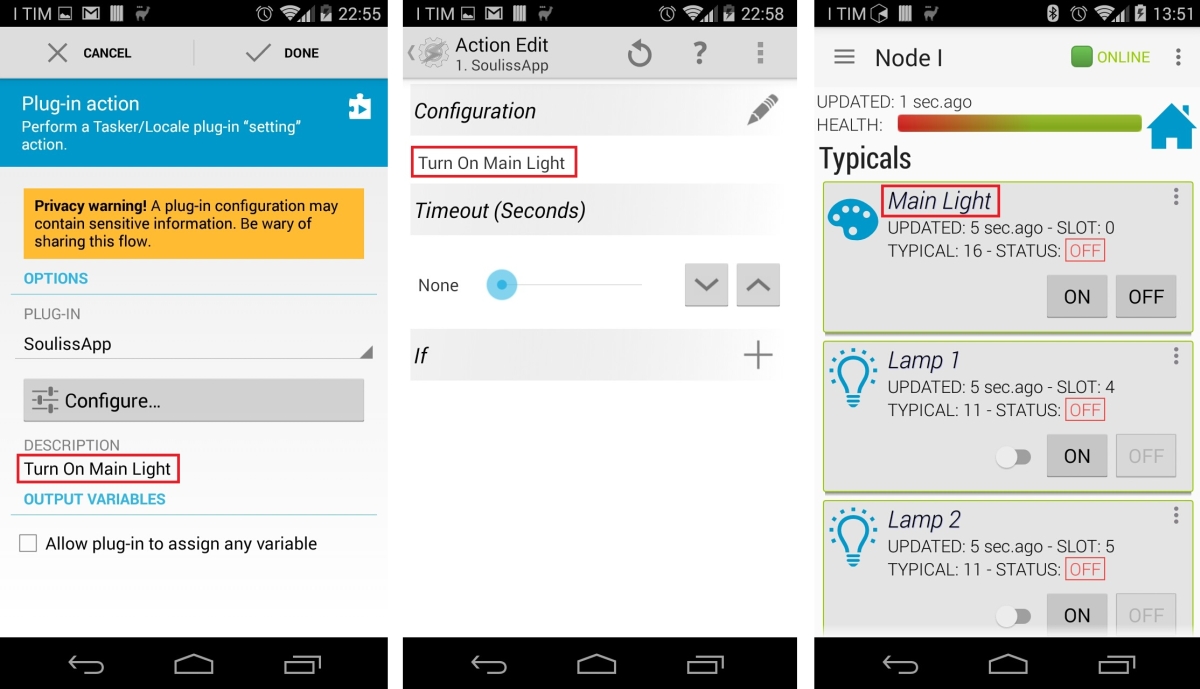 I TIM 22:55
CANCEL DONE
Plug-in action
Perform a Tasker/Locale plug-in “setting”
action.
Privacy warning! A plug-in configuration may
contain sensitive information. Be wary of
sharing this flow.
OPTIONS
PLUG-IN
SoulissApp
Configure...
DESCRIPTION
Turn On Main Light
OUTPUT VARIABLES
Allow plug-in to assign any variable
I TIM 22:58
Action Edit
1. SoulissApp
?
Configuration
Turn On Main Light
Timeout (Seconds)
None
If
I TIM 13:51
Node I ONLINE
UPDATED: 1 sec.ago
HEALTH:
Typicals
Main Light
UPDATED: 5 sec.ago - SLOT: 0
TYPICAL: 16 - STATUS: OFF
ON OFF
Lamp 1
UPDATED: 5 sec.ago - SLOT: 4
TYPICAL: 11 - STATUS: OFF
ON OFF
Lamp 2
UPDATED: 5 sec.ago - SLOT: 5
TYPICAL: 11 - STATUS: OFF
ON OFF